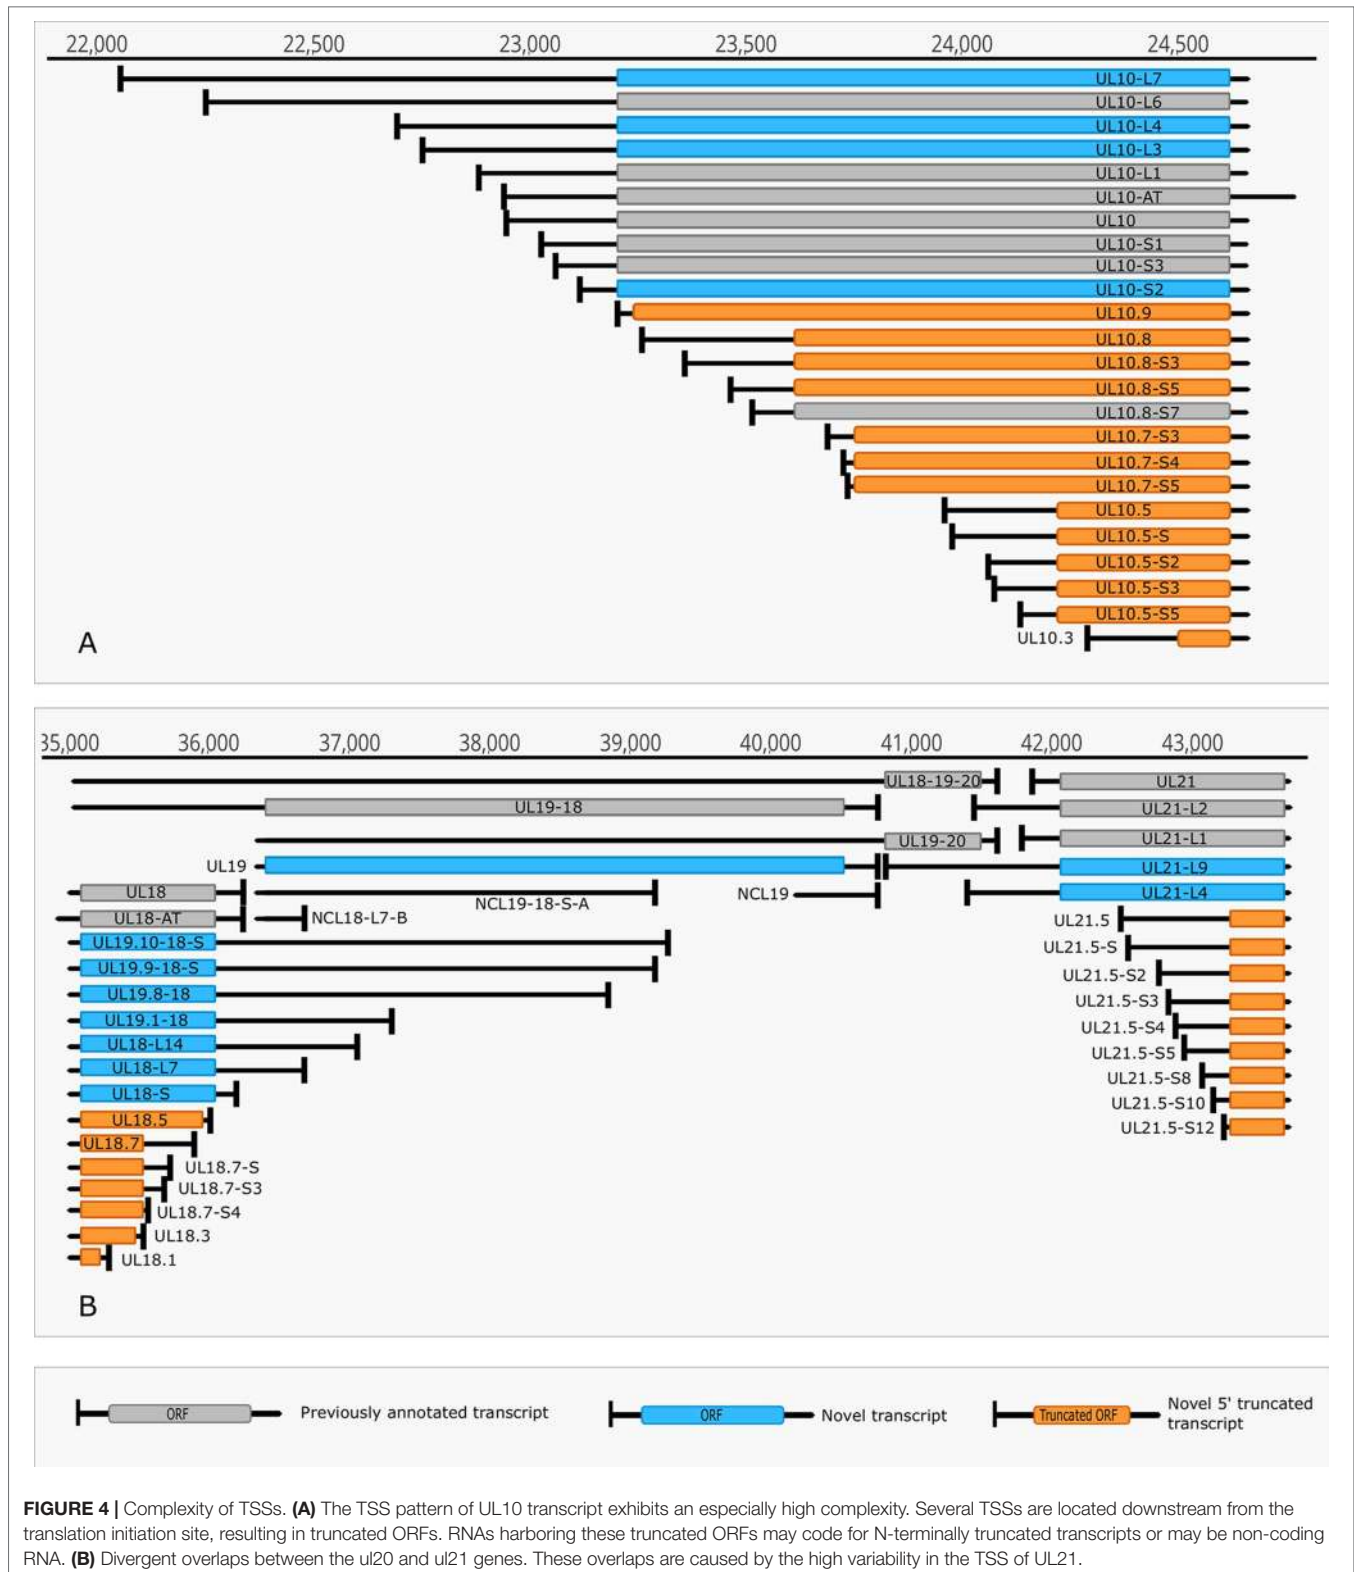 22,000 22,500 23,000 23,500 24,000 24,500
UL10-L7
UL10-L6
UL10-L4
UL10-L3
UL10-L1
UL10-AT
UL10
UL10-S1
UL10-S3
UL10-S2
UL10.9
UL10.8
UL10.8-S3
UL10.8-S5
UL10.8-S7
UL10.7-S3
UL10.7-S4
UL10.7-S5
UL10.5
UL10.5-S
UL10.5-S2
UL10.5-S3
UL10.5-S5
UL10.3
A
35,000 36,000 37,000 38,000 39,000 40,000 41,000 42,000 43,000
UL18-19-20 UL21
UL19-18 UL21-L2
UL19-20 UL21-L1
UL19 UL21-L9
UL18 NCL19-18-S-A NCL19 UL21-L4
UL18-AT NCL18-L7-B UL21.5
UL19.10-18-S UL21.5-S
UL19.9-18-S UL21.5-S2
UL19.8-18 UL21.5-S3
UL19.1-18 UL21.5-S4
UL18-L14 UL21.5-S5
UL18-L7 UL21.5-S8
UL18-S UL21.5-S10
UL18.5 UL21.5-S12
UL18.7
UL18.7-S
UL18.7-S3
UL18.7-S4
UL18.3
UL18.1
B
ORF Previously annotated transcript ORF Novel transcript Truncated ORF Novel 5' truncated
transcript
FIGURE 4 | Complexity of TSSs. (A) The TSS pattern of UL10 transcript exhibits an especially high complexity. Several TSSs are located downstream from the
translation initiation site, resulting in truncated ORFs. RNAs harboring these truncated ORFs may code for N-terminally truncated transcripts or may be non-coding
RNA. (B) Divergent overlaps between the ul20 and ul21 genes. These overlaps are caused by the high variability in the TSS of UL21.